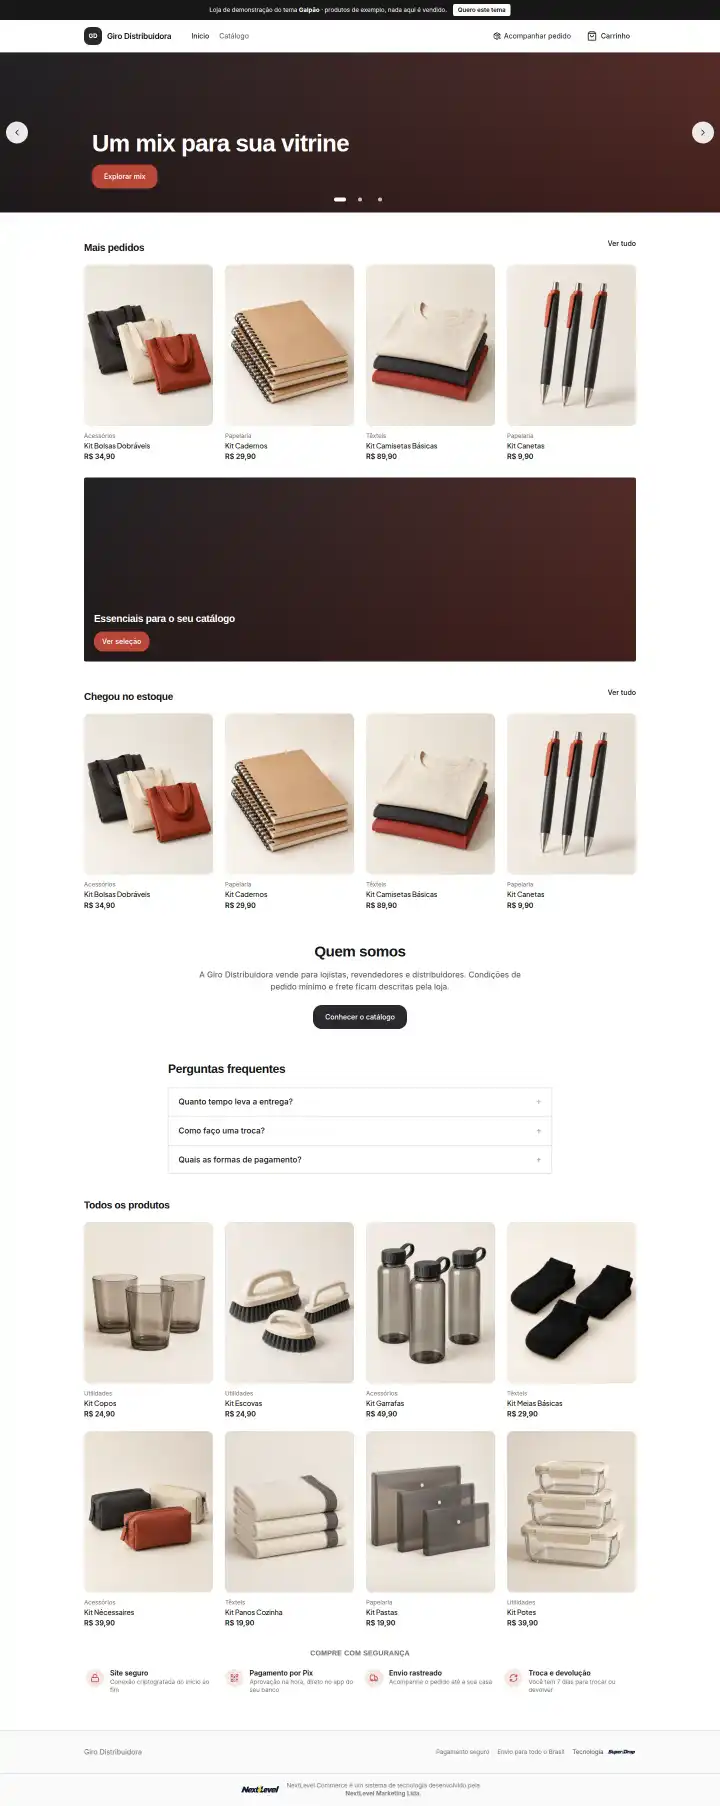 Loja de demonstração do tema Galpão · produtos de exemplo, nada aqui é vendido. Quero este tema
GD Giro Distribuidora Início Catálogo Acompanhar pedido Carrinho
Um mix para sua vitrine
Explorar mix
Mais pedidos Ver tudo
Acessórios Papelaria Têxteis Papelaria
Kit Bolsas Dobráveis Kit Cadernos Kit Camisetas Básicas Kit Canetas
R$ 34,90 R$ 29,90 R$ 89,90 R$ 9,90
Essenciais para o seu catálogo
Ver seleção
Chegou no estoque Ver tudo
Acessórios Papelaria Têxteis Papelaria
Kit Bolsas Dobráveis Kit Cadernos Kit Camisetas Básicas Kit Canetas
R$ 34,90 R$ 29,90 R$ 89,90 R$ 9,90
Quem somos
A Giro Distribuidora vende para lojistas, revendedores e distribuidores. Condições de
pedido mínimo e frete ficam descritas pela loja.
Conhecer o catálogo
Perguntas frequentes
Quanto tempo leva a entrega? +
Como faço uma troca? +
Quais as formas de pagamento? +
Todos os produtos
Utilidades Utilidades Acessórios Têxteis
Kit Copos Kit Escovas Kit Garrafas Kit Meias Básicas
R$ 24,90 R$ 24,90 R$ 49,90 R$ 29,90
Acessórios Têxteis Papelaria Utilidades
Kit Nécessaires Kit Panos Cozinha Kit Pastas Kit Potes
R$ 39,90 R$ 19,90 R$ 19,90 R$ 39,90
COMPRE COM SEGURANÇA
Site seguro Pagamento por Pix Envio rastreado Troca e devolução
Conexão criptografada do início ao Aprovação na hora, direto no app do Acompanhe o pedido até a sua casa Você tem 7 dias para trocar ou
fim seu banco devolver
Giro Distribuidora Pagamento seguro Envio para todo o Brasil Tecnologia SuperDrop
NextLevel NextLevel Commerce é um sistema de tecnologia desenvolvido pela
NextLevel Marketing Ltda.